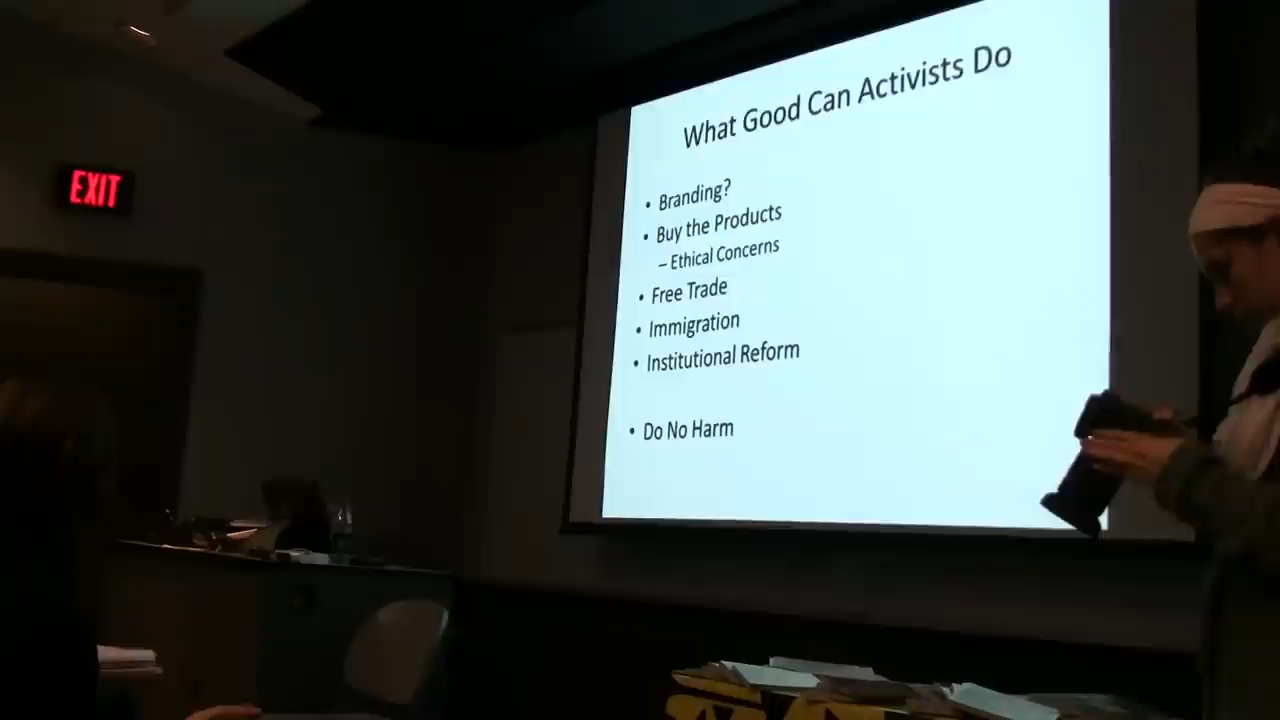 EXIT
What Good Can Activists Do
• Branding?
• Buy the Products
– Ethical Concerns
• Free Trade
• Immigration
• Institutional Reform
• Do No Harm